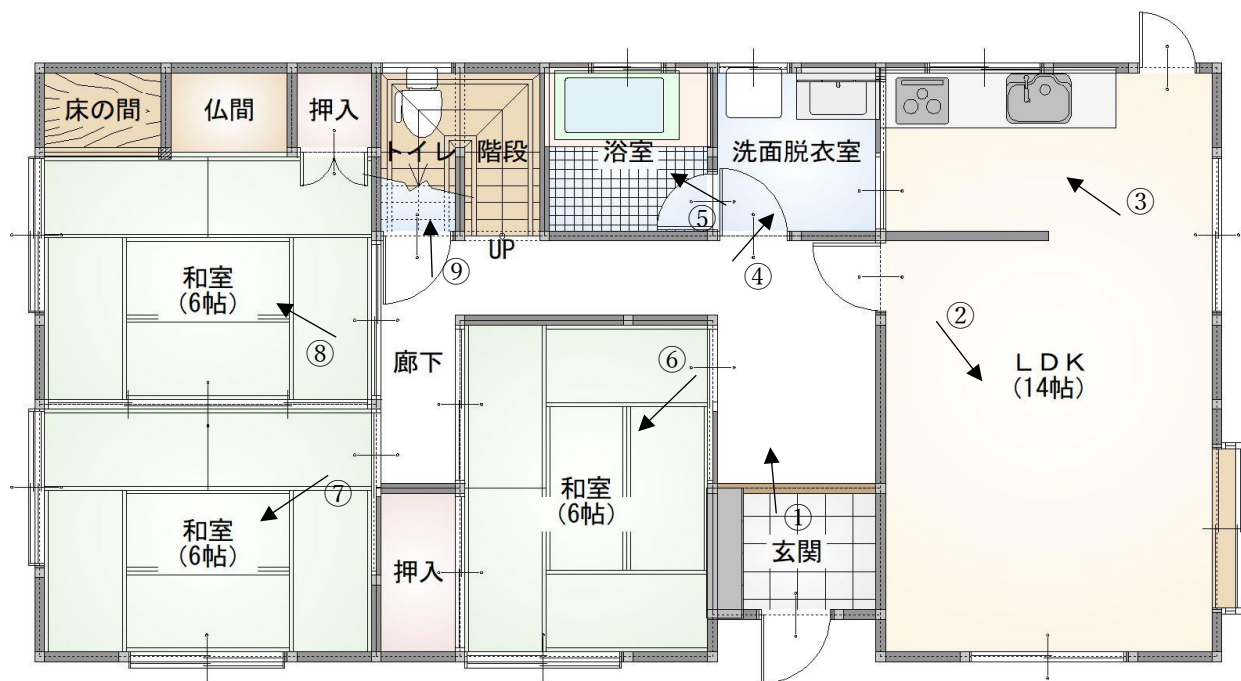 床の間
仏間
押入
トイレ
階段
浴室
洗面脱衣室
③
⑤
UP
④
⑨
和室
(6帖)
⑧
②
廊下
⑥
LDK
(14帖)
⑦
和室
(6帖)
和室
(6帖)
①
玄関
押入